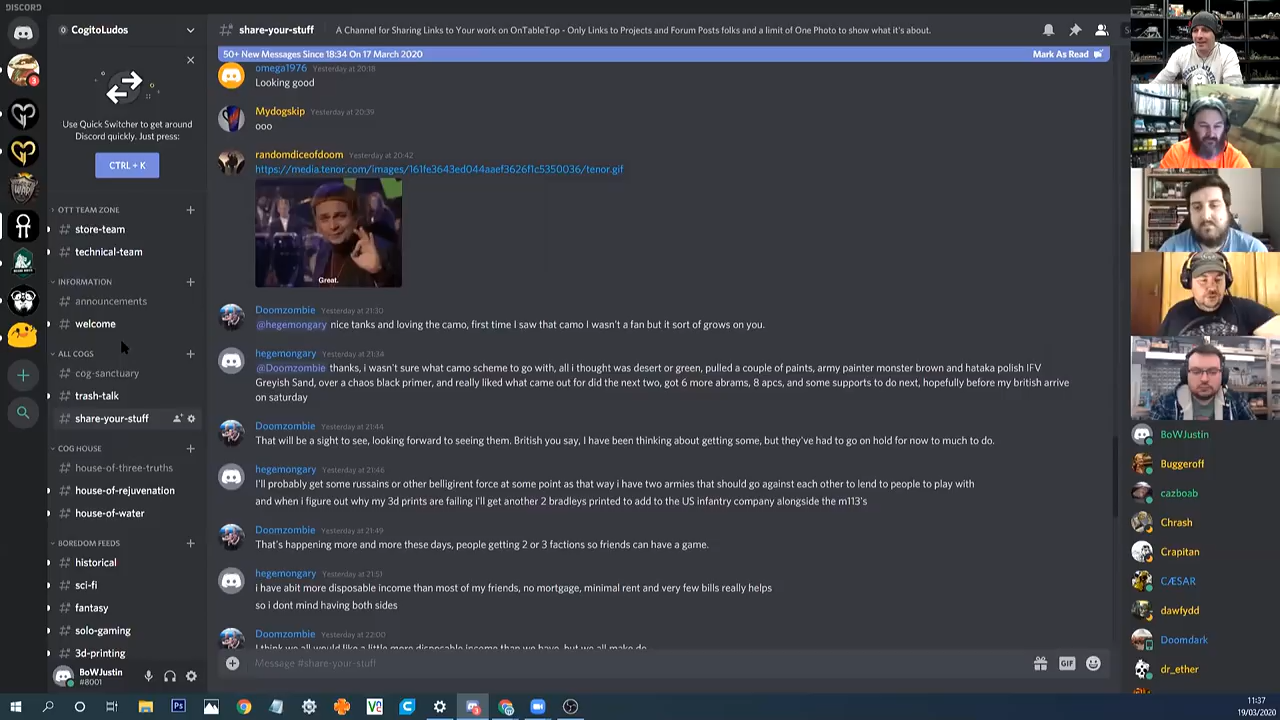 DISCORD
CogitoLudos
# share-your-stuff
A Channel for Sharing Links to Your work on OnTableTop - Only Links to Projects and Forum Posts folks and a limit of One Photo to show what it's about.
50+ New Messages Since 18:34 On 17 March 2020
Mark As Read
Use Quick Switcher to get around
Discord quickly. Just press:
CTRL + K
OTT TEAM ZONE
# store-team
# technical-team
INFORMATION
# announcements
# welcome
ALL COGS
# cog-sanctuary
# trash-talk
# share-your-stuff
COG HOUSE
# house-of-three-truths
# house-of-rejuvenation
# house-of-water
BOREDOM FEEDS
# historical
# sci-fi
# fantasy
# solo-gaming
# 3d-printing
BoWJustin
#8001
3
omega1976 Yesterday at 20:18
Looking good
Mydogskip Yesterday at 20:39
ooo
randomdiceofdoom Yesterday at 20:42
https://media.tenor.com/images/161fe3643ed044aaef3626f1c5350036/tenor.gif
Great.
Doomzombie Yesterday at 21:30
@hegemongary nice tanks and loving the camo, first time I saw that camo I wasn't a fan but it sort of grows on you.
hegemongary Yesterday at 21:34
@Doomzombie thanks, i wasn't sure what camo scheme to go with, all i thought was desert or green, pulled a couple of paints, army painter monster brown and hataka polish IFV
Greyish Sand, over a chaos black primer, and really liked what came out for did the next two, got 6 more abrams, 8 apcs, and some supports to do next, hopefully before my british arrive
on saturday
Doomzombie Yesterday at 21:44
That will be a sight to see, looking forward to seeing them. British you say, I have been thinking about getting some, but they've had to go on hold for now to much to do.
hegemongary Yesterday at 21:46
I'll probably get some russains or other belligirent force at some point as that way i have two armies that should go against each other to lend to people to play with
and when i figure out why my 3d prints are failing i'll get another 2 bradleys printed to add to the US infantry company alongside the m113's
Doomzombie Yesterday at 21:49
That's happening more and more these days, people getting 2 or 3 factions so friends can have a game.
hegemongary Yesterday at 21:51
i have abit more disposable income than most of my friends, no mortgage, minimal rent and very few bills really helps
so i dont mind having both sides
Doomzombie Yesterday at 22:00
I think we all would like a little more disposable income than we have, but we all make do.
Message #share-your-stuff
GIF
BoWJustin
Buggeroff
cazboab
Chrash
Crapitan
CÆSAR
dawfydd
Doomdark
dr_ether
11:37
19/03/2020